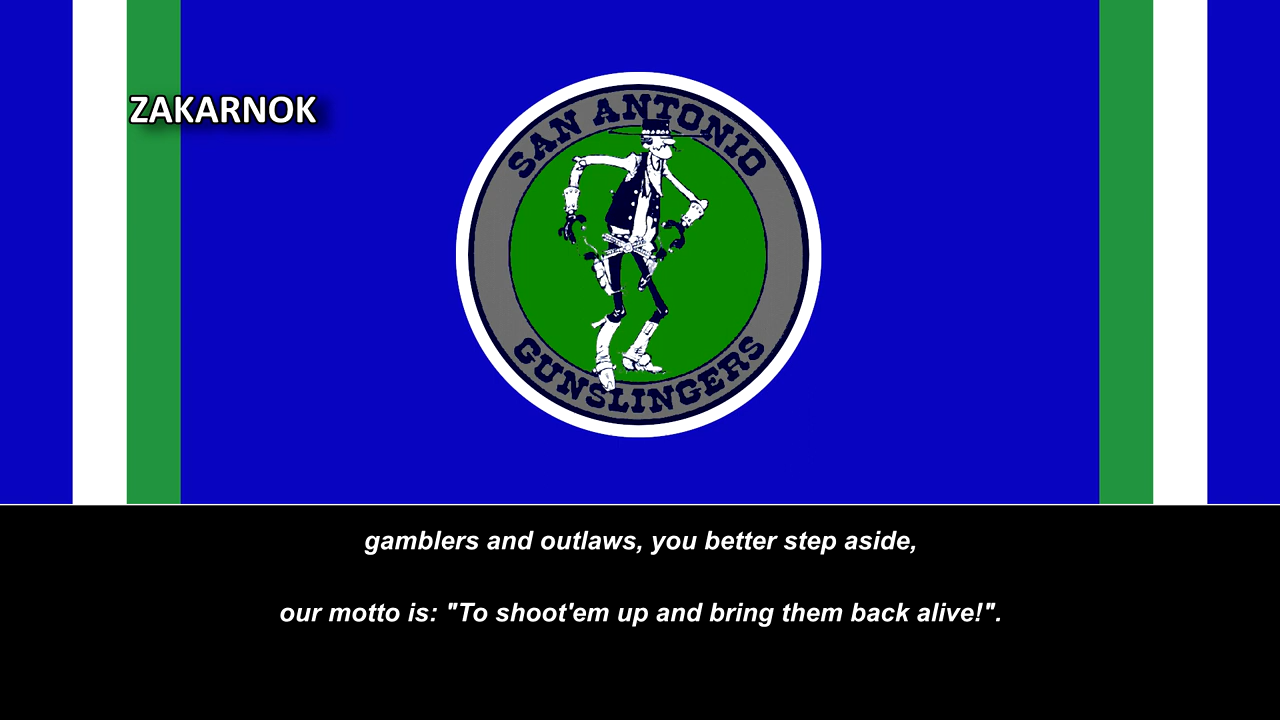 ZAKARNOK
SAN ANTONIO
GUNSLINGERS
gamblers and outlaws, you better step aside,
our motto is: "To shoot'em up and bring them back alive!".